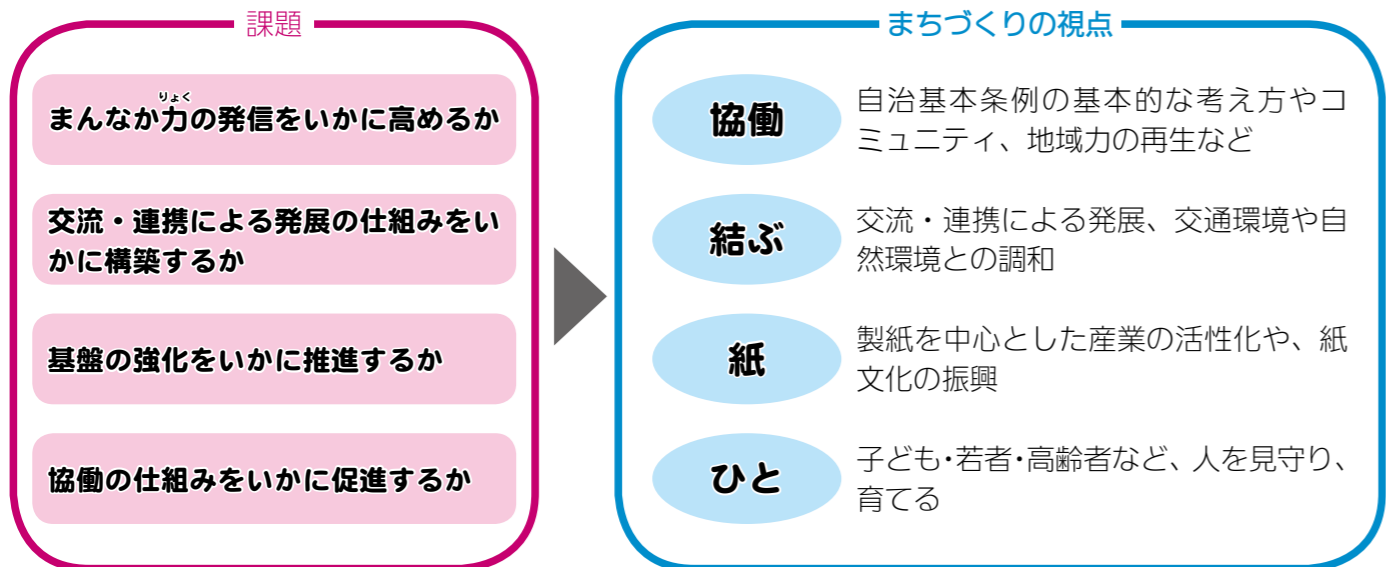 課題
まんなか力の発信をいかに高めるか
りょく
交流・連携による発展の仕組みをい
かに構築するか
基盤の強化をいかに推進するか
協働の仕組みをいかに促進するか
まちづくりの視点
協働
自治基本条例の基本的な考え方やコ
ミュニティ、地域力の再生など
結ぶ
交流・連携による発展、交通環境や自
然環境との調和
紙
製紙を中心とした産業の活性化や、紙
文化の振興
ひと
子ども・若者・高齢者など、人を見守り、
育てる